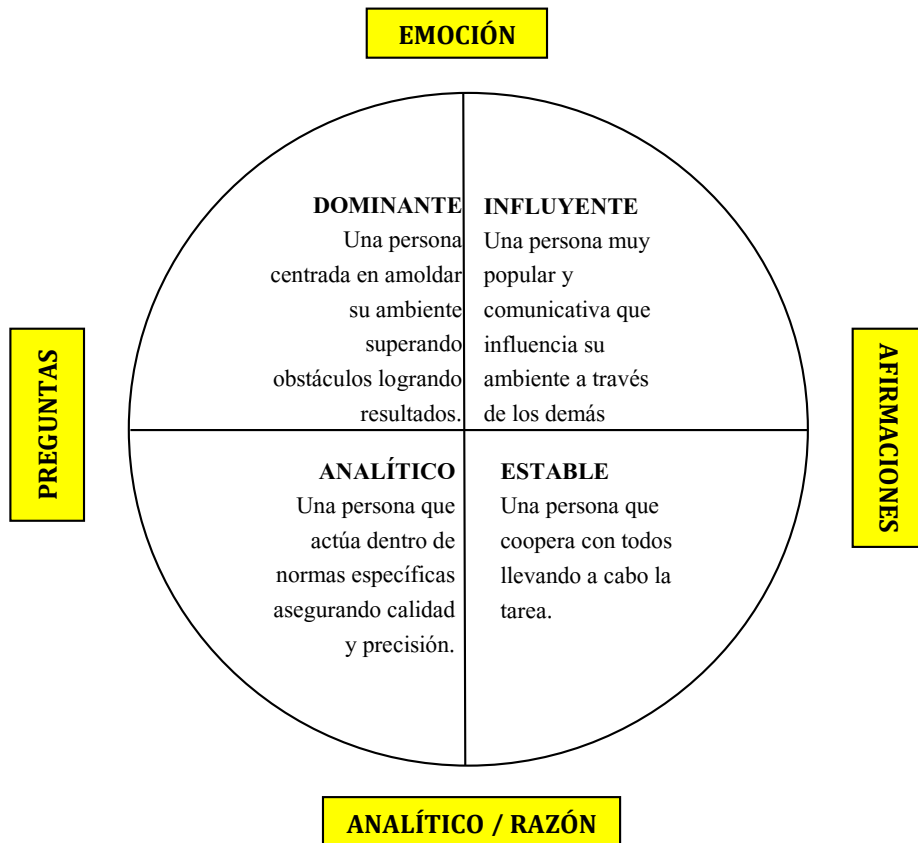 EMOCIÓN
DOMINANTE
Una persona
centrada en amoldar
su ambiente
superando
obstáculos logrando
resultados.
INFLUYENTE
Una persona muy
popular y
comunicativa que
influencia su
ambiente a través
de los demás
PREGUNTAS
AFIRMACIONES
ANALÍTICO
Una persona que
actúa dentro de
normas específicas
asegurando calidad
y precisión.
ESTABLE
Una persona que
coopera con todos
llevando a cabo la
tarea.
ANALÍTICO / RAZÓN